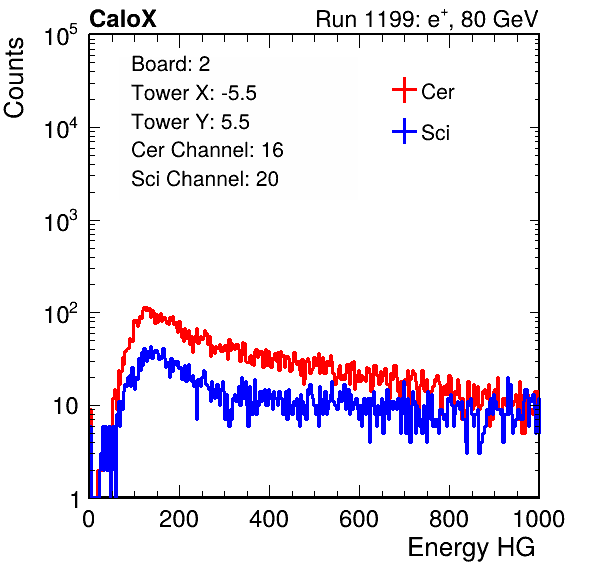 CaloX Run 1199: e⁺, 80 GeV
Counts
10⁵
10⁴
10³
10²
10
1
Board: 2
Tower X: -5.5
Tower Y: 5.5
Cer Channel: 16
Sci Channel: 20
Cer
Sci
0 200 400 600 800 1000
Energy HG